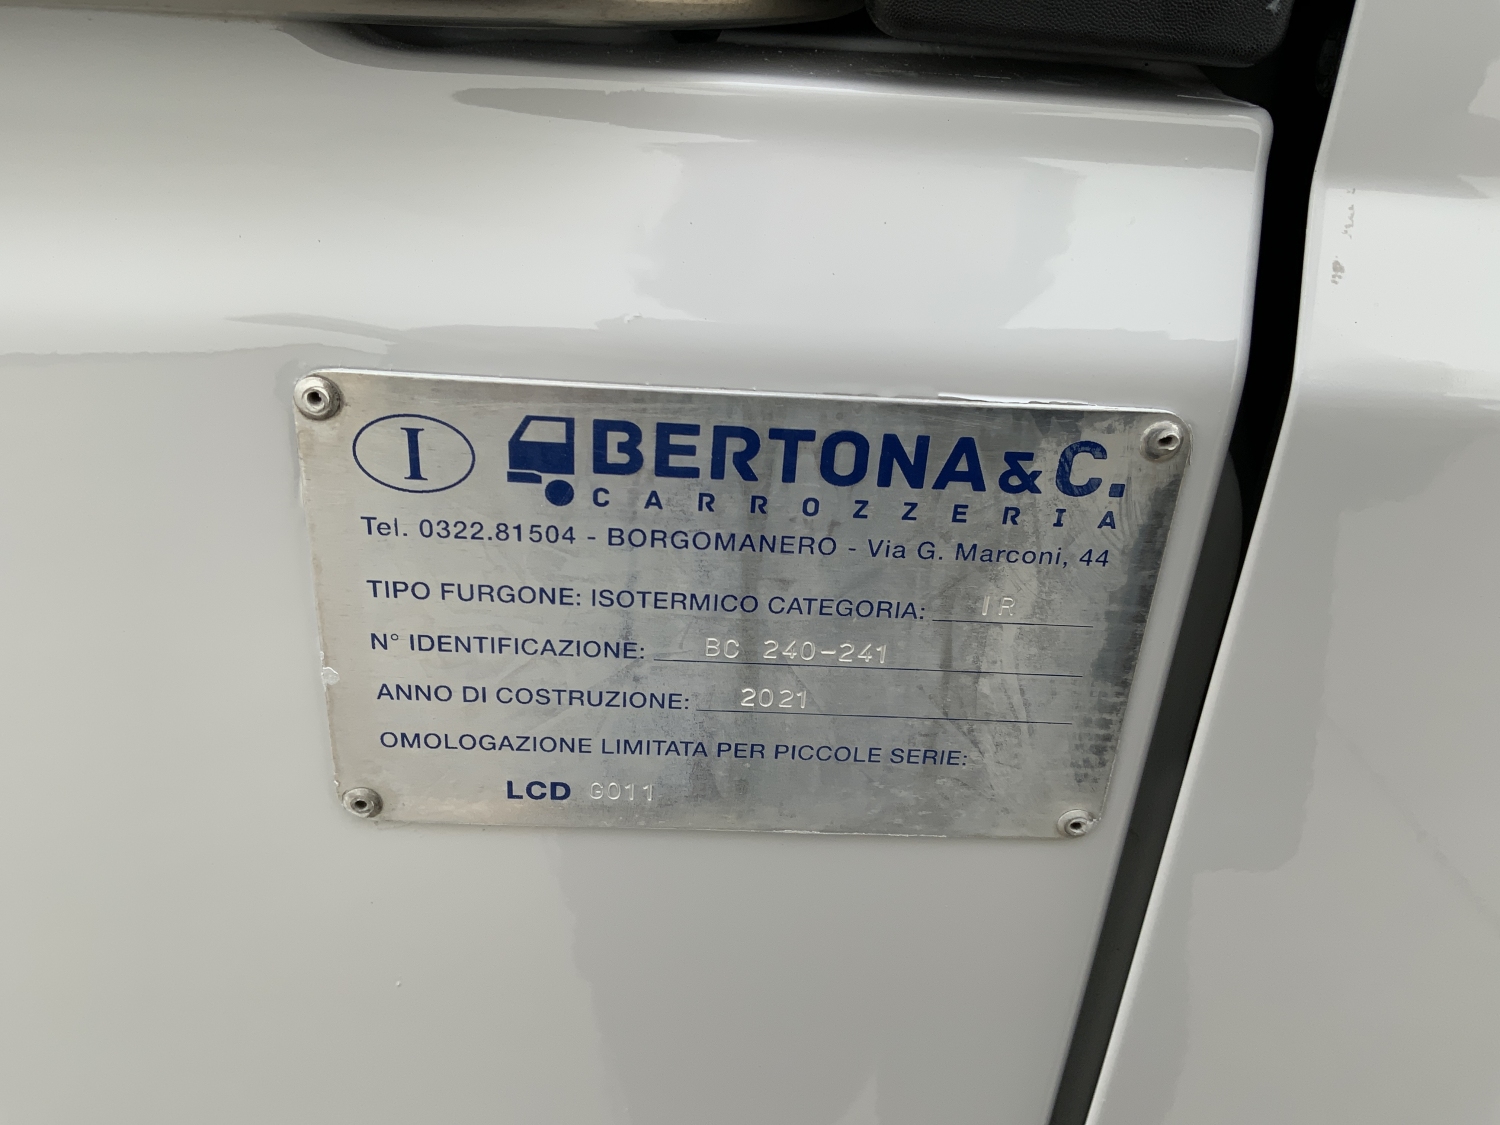 I BERTONA & C.
CARROZZERIA
Tel. 0322.81504 - BORGOMANERO - Via G. Marconi, 44
TIPO FURGONE: ISOTERMICO CATEGORIA: IR
N° IDENTIFICAZIONE: BC 240-241
ANNO DI COSTRUZIONE: 2021
OMOLOGAZIONE LIMITATA PER PICCOLE SERIE:
LCD G011